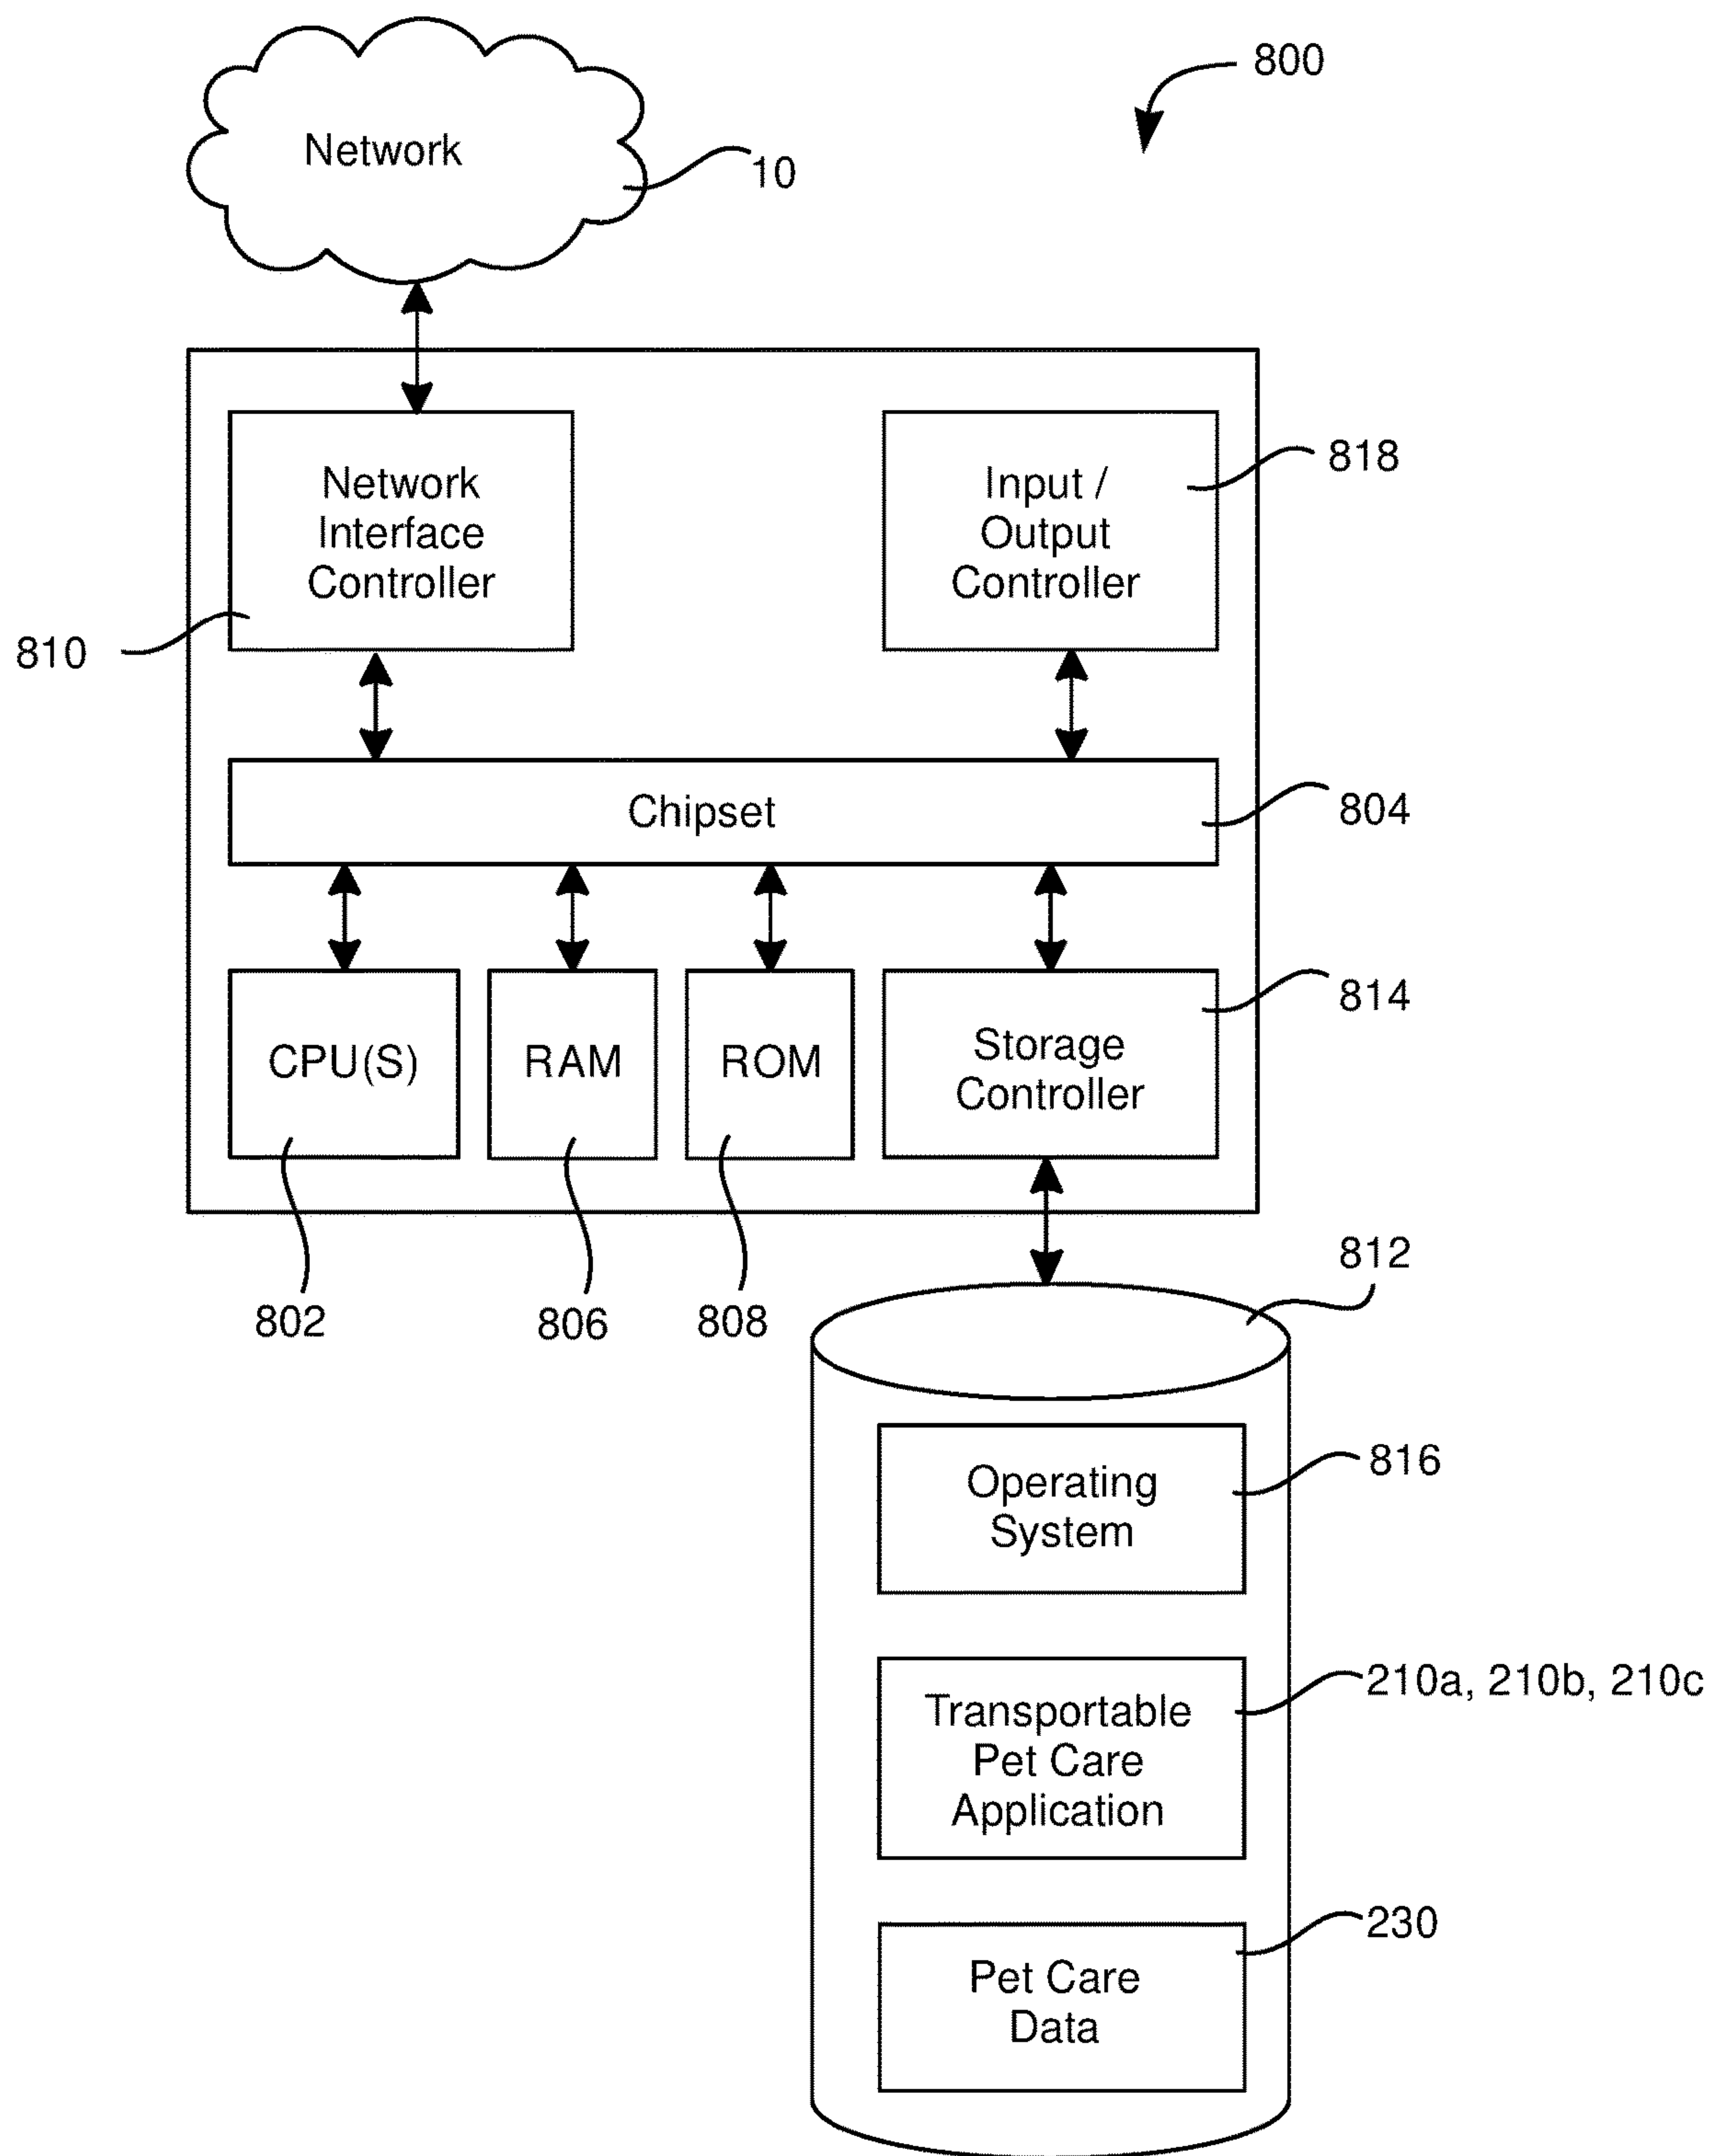 800
Network
10
Network
Interface
Controller
810
Input /
Output
Controller
818
Chipset
804
CPU(S)
RAM
ROM
Storage
Controller
814
802
806
808
812
Operating
System
816
Transportable
Pet Care
Application
210a, 210b, 210c
Pet Care
Data
230